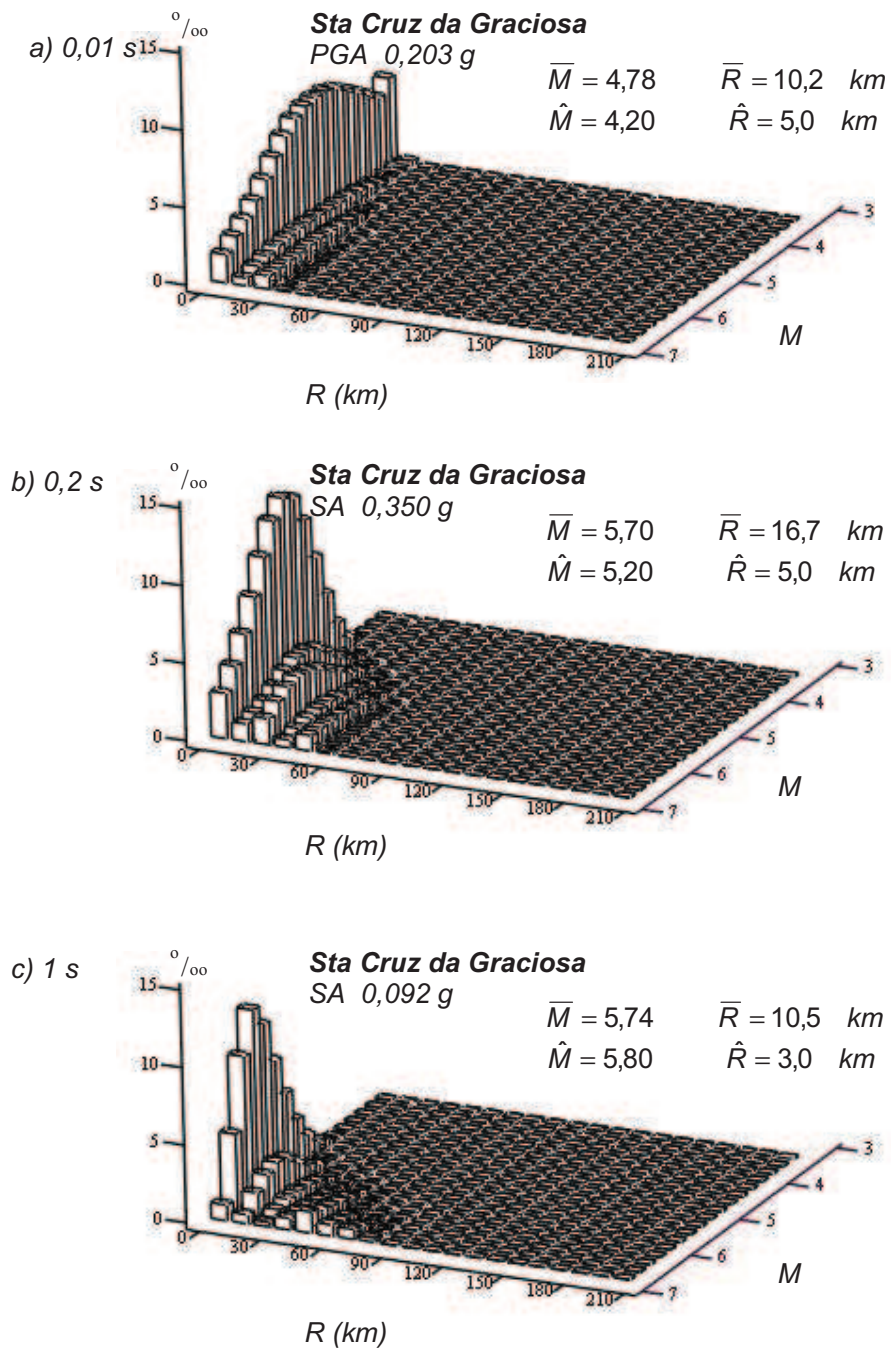 a) 0,01 s
o/oo
Sta Cruz da Graciosa
PGA 0,203 g
M̅ = 4,78 R̅ = 10,2 km
M̂ = 4,20 R̂ = 5,0 km
15
10
5
0
0 30 60 90 120 150 180 210
3
4
5
6
7
M
R (km)
b) 0,2 s
o/oo
Sta Cruz da Graciosa
SA 0,350 g
M̅ = 5,70 R̅ = 16,7 km
M̂ = 5,20 R̂ = 5,0 km
15
10
5
0
0 30 60 90 120 150 180 210
3
4
5
6
7
M
R (km)
c) 1 s
o/oo
Sta Cruz da Graciosa
SA 0,092 g
M̅ = 5,74 R̅ = 10,5 km
M̂ = 5,80 R̂ = 3,0 km
15
10
5
0
0 30 60 90 120 150 180 210
3
4
5
6
7
M
R (km)